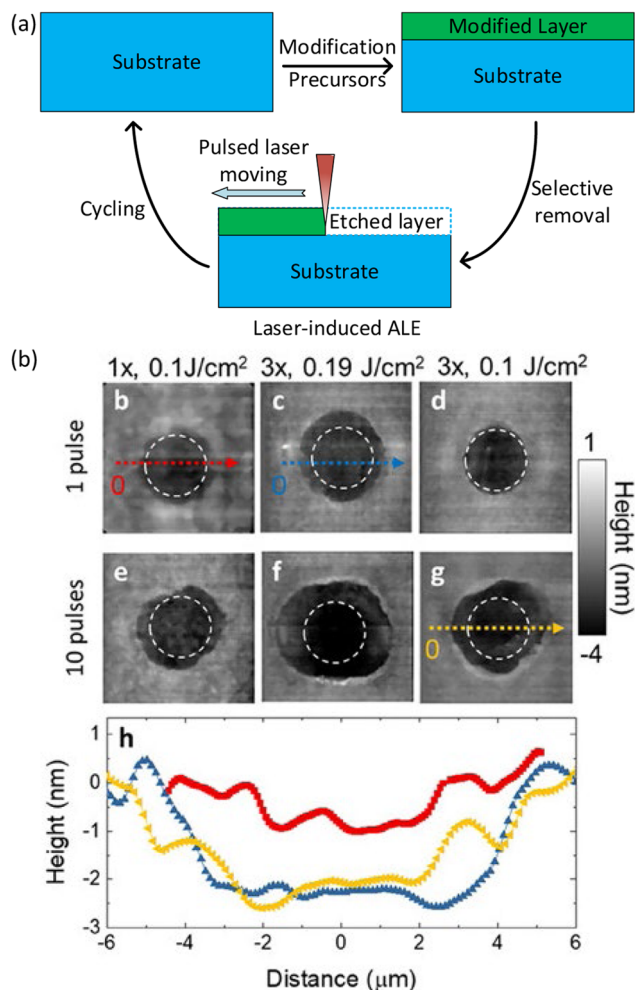 (a)
Substrate
Modification
Precursors
Modified Layer
Substrate
Pulsed laser
moving
Cycling
Etched layer
Selective
removal
Substrate
Laser-induced ALE
(b)
1x, 0.1J/cm² 3x, 0.19 J/cm² 3x, 0.1 J/cm²
1 pulse
b
0
c
0
d
1
Height (nm)
-4
10 pulses
e
f
g
0
h
Height (nm)
1
0
-1
-2
-3
-6 -4 -2 0 2 4 6
Distance (μm)